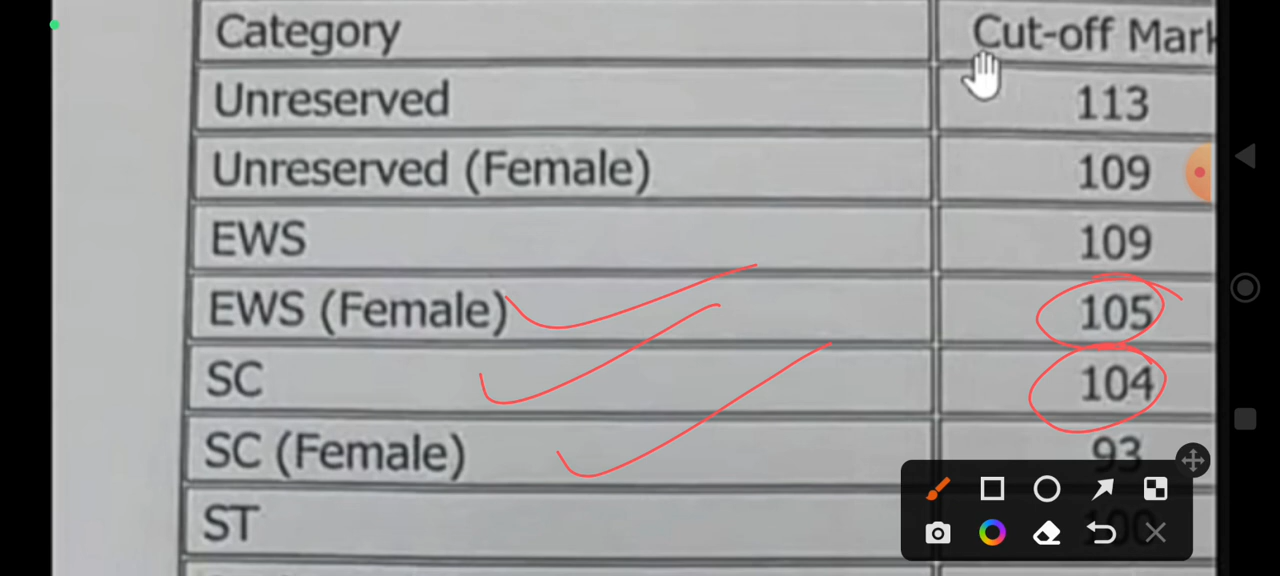 Category Cut-off Mark
Unreserved 113
Unreserved (Female) 109
EWS 109
EWS (Female) 105
SC 104
SC (Female) 93
ST 100